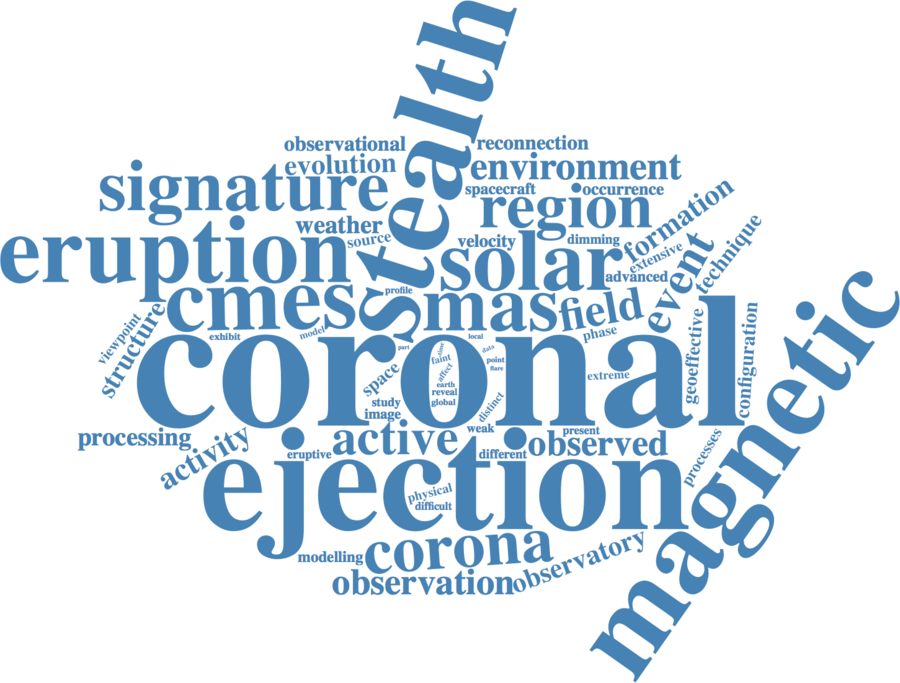 stealth
observational
reconnection
evolution
environment
signature
spacecraft
occurrence
region
formation
weather
source
velocity
dimming
extensive
technique
eruption
solar
advanced
event
cmes
profile
mass
field
viewpoint
structure
exhibit
model
phase
geoeffective
configuration
magnetic
coronal
local
part
data
faint
point
flare
affect
space
extreme
earth
reveal
global
distinct
study
image
weak
present
processing
activity
active
different
observed
processes
eruptive
ejection
physical
difficult
modelling
corona
observatory
observation